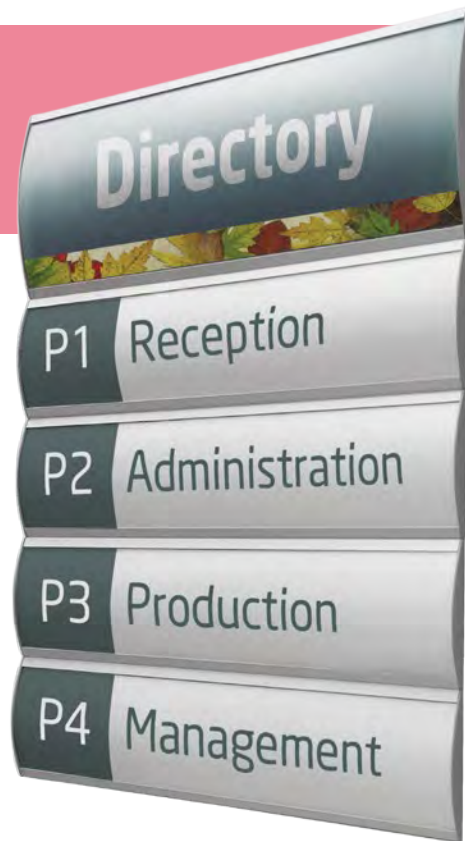 Directory
P1 Reception
P2 Administration
P3 Production
P4 Management